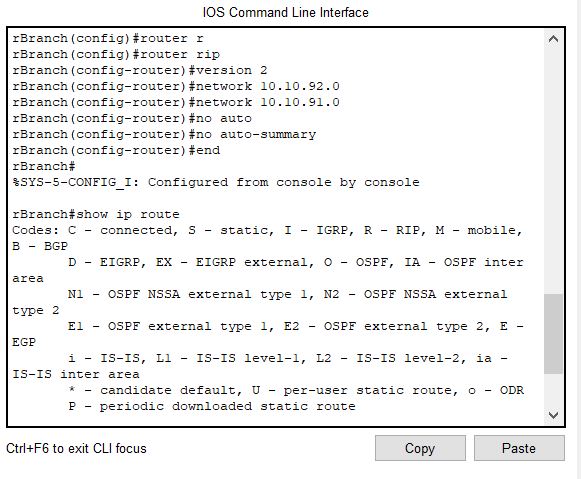 IOS Command Line Interface
rBranch(config)#router r
rBranch(config)#router rip
rBranch(config-router)#version 2
rBranch(config-router)#network 10.10.92.0
rBranch(config-router)#network 10.10.91.0
rBranch(config-router)#no auto
rBranch(config-router)#no auto-summary
rBranch(config-router)#end
rBranch#
%SYS-5-CONFIG_I: Configured from console by console
rBranch#show ip route
Codes: C - connected, S - static, I - IGRP, R - RIP, M - mobile,
B - BGP
D - EIGRP, EX - EIGRP external, O - OSPF, IA - OSPF inter
area
N1 - OSPF NSSA external type 1, N2 - OSPF NSSA external
type 2
E1 - OSPF external type 1, E2 - OSPF external type 2, E -
EGP
i - IS-IS, L1 - IS-IS level-1, L2 - IS-IS level-2, ia -
IS-IS inter area
* - candidate default, U - per-user static route, o - ODR
P - periodic downloaded static route
Ctrl+F6 to exit CLI focus
Copy
Paste